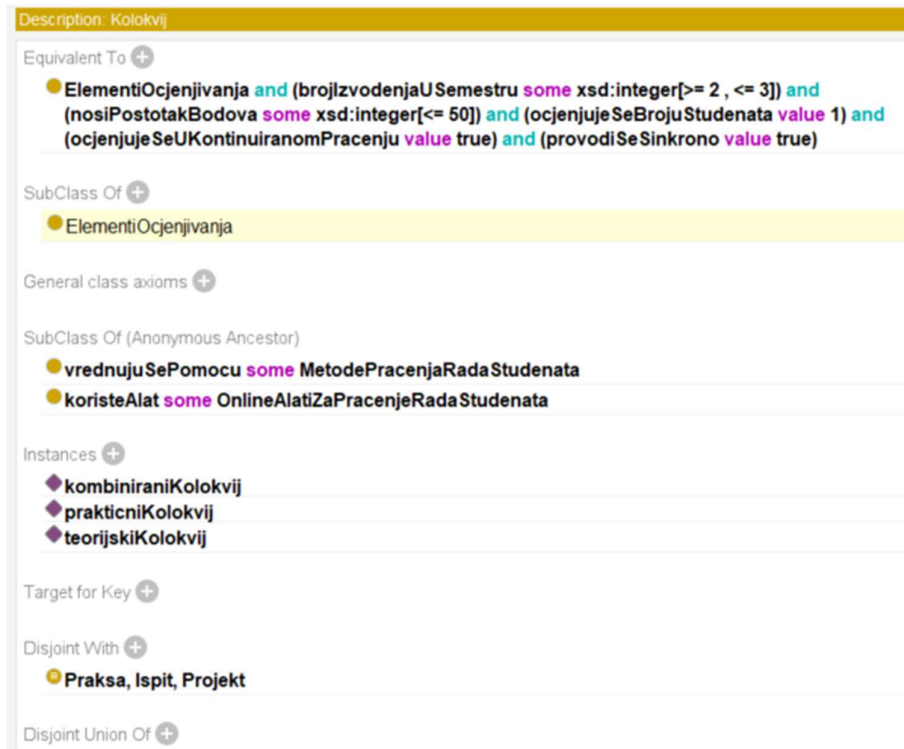 Description: Kolokvij
Equivalent To
ElementiOcjenjivanja and (brojIzvodenjaUSemestru some xsd:integer[>= 2 , <= 3]) and
(nosiPostotakBodova some xsd:integer[<= 50]) and (ocjenjujeSeBrojuStudenata value 1) and
(ocjenjujeSeUKontinuiranomPracenju value true) and (provodiSeSinkrono value true)
SubClass Of
ElementiOcjenjivanja
General class axioms
SubClass Of (Anonymous Ancestor)
vrednujuSePomocu some MetodePracenjaRadaStudenata
koristeAlat some OnlineAlatiZaPracenjeRadaStudenata
Instances
kombiniraniKolokvij
prakticniKolokvij
teorijskiKolokvij
Target for Key
Disjoint With
Praksa, Ispit, Projekt
Disjoint Union Of